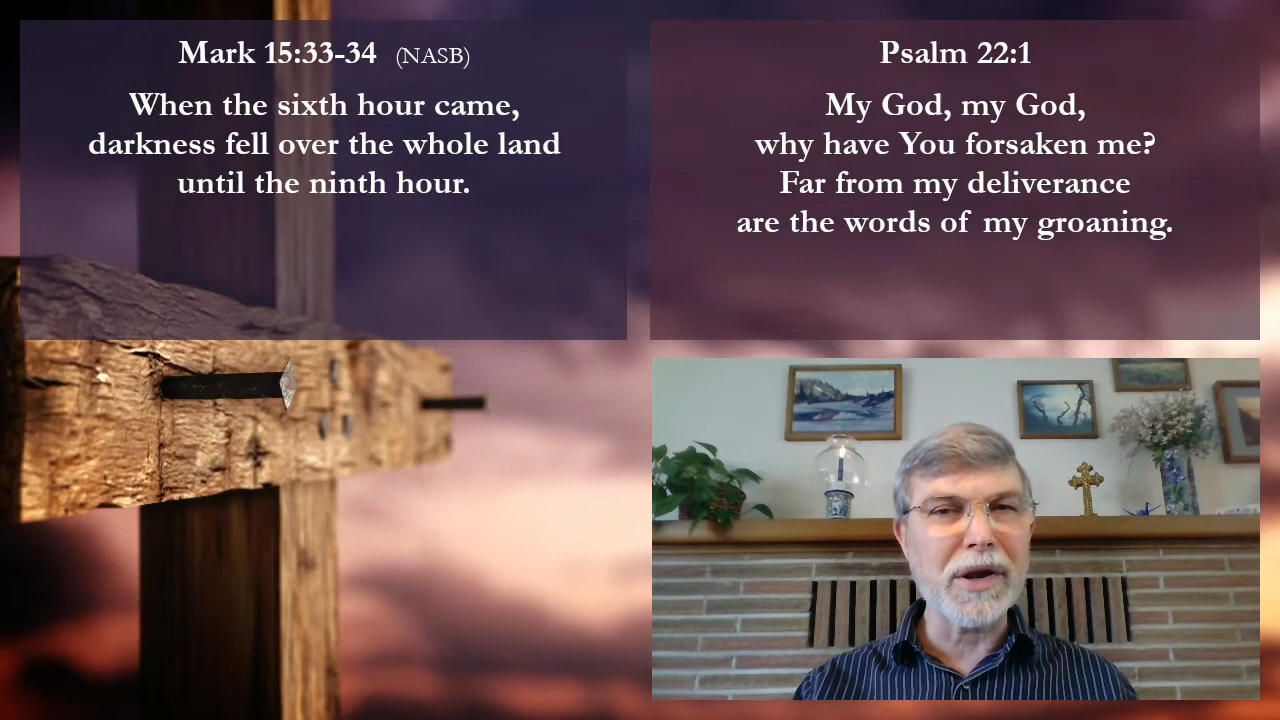 Mark 15:33-34 (NASB)
When the sixth hour came,
darkness fell over the whole land
until the ninth hour.
Psalm 22:1
My God, my God,
why have You forsaken me?
Far from my deliverance
are the words of my groaning.